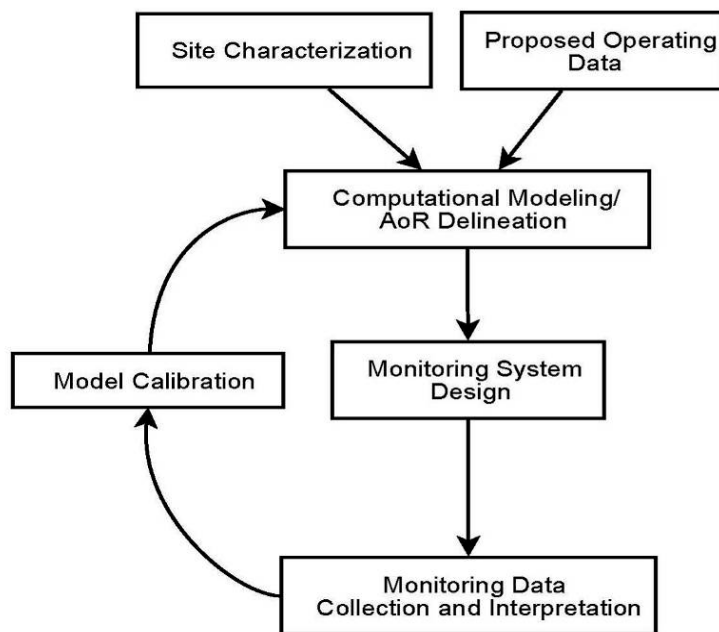 Site Characterization
Proposed Operating
Data
Computational Modeling/
AoR Delineation
Model Calibration
Monitoring System
Design
Monitoring Data
Collection and Interpretation